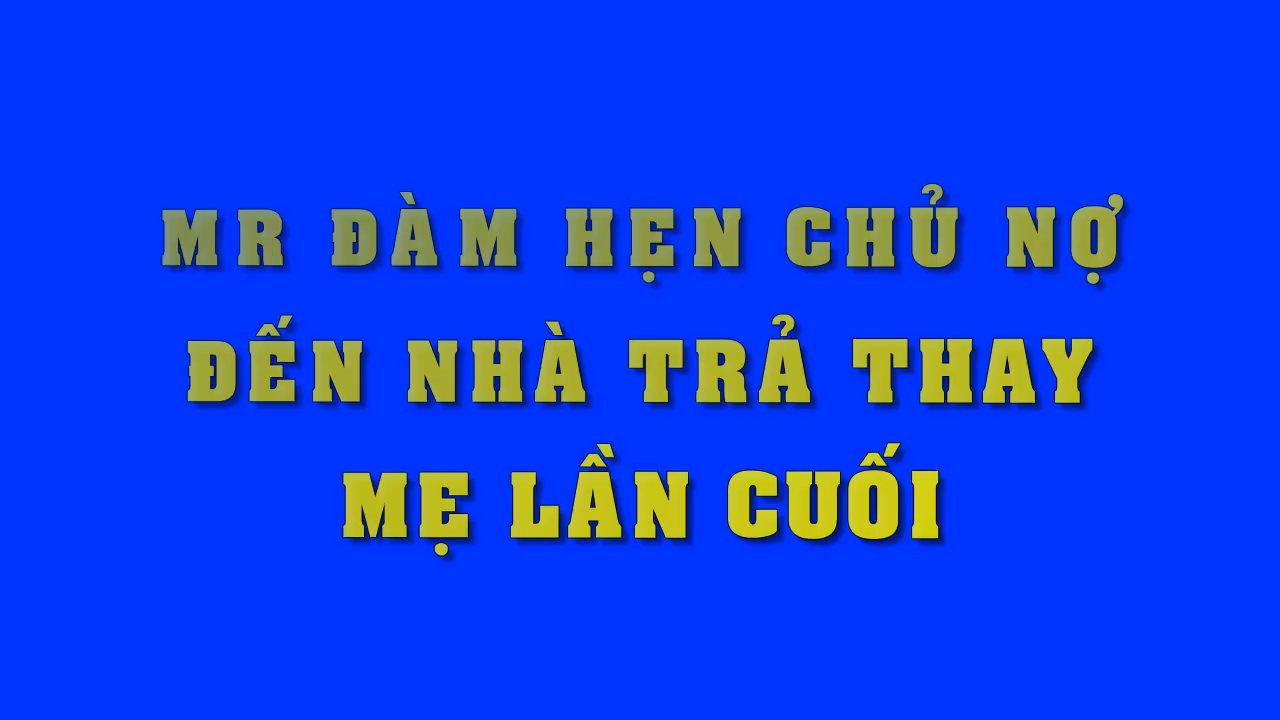 MR ĐÀM HẸN CHỦ NỢ
ĐẾN NHÀ TRẢ THAY
MẸ LẦN CUỐI